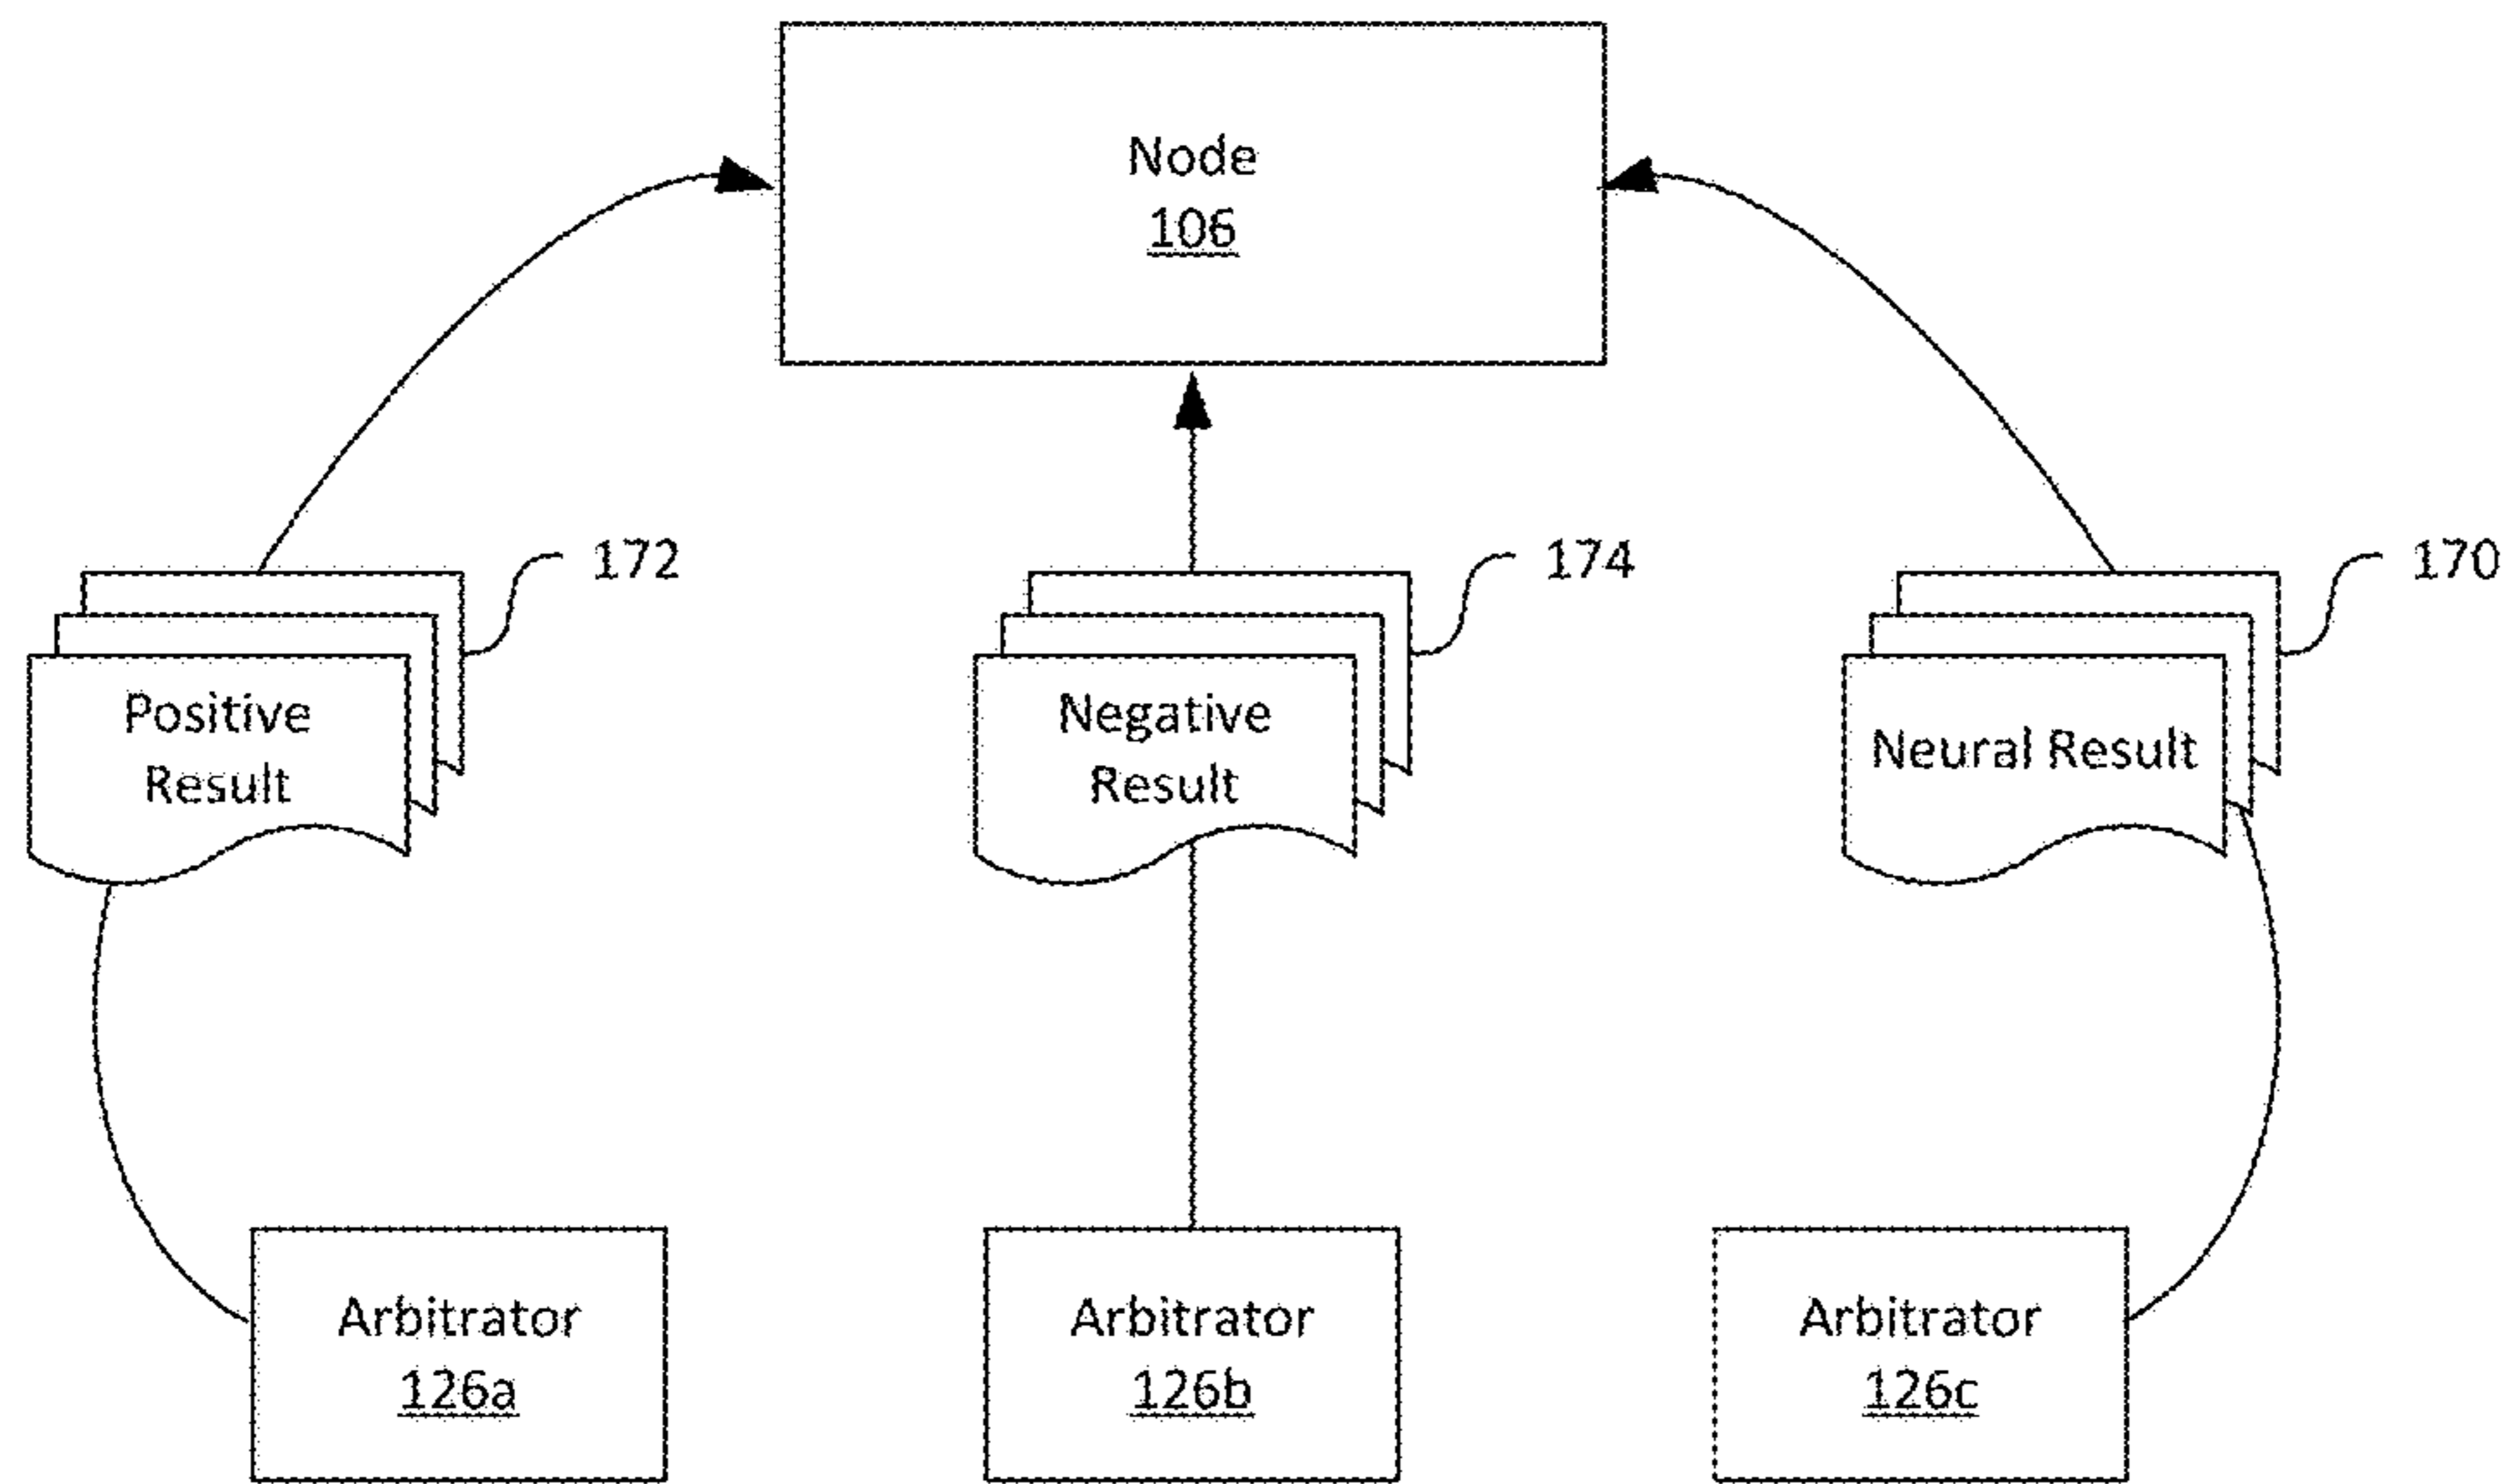 Node
106
172
174
170
Positive
Result
Negative
Result
Neural Result
Arbitrator
126a
Arbitrator
126b
Arbitrator
126c